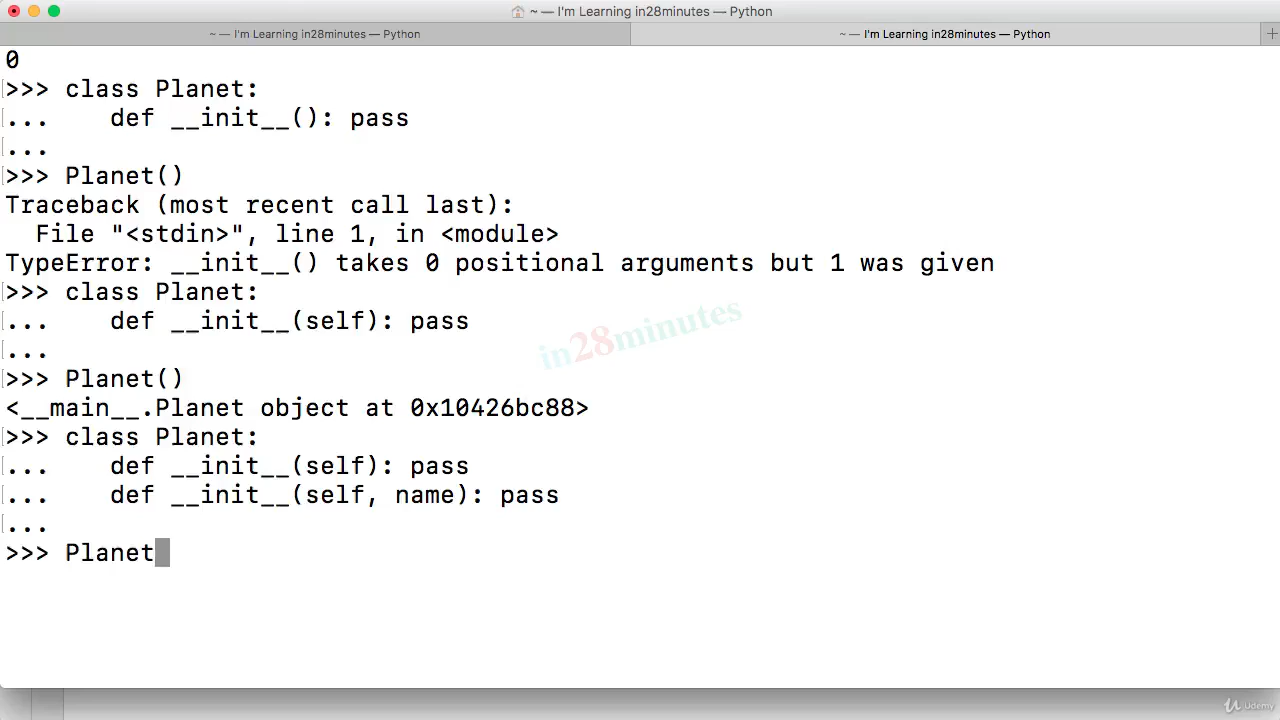 ~ — I'm Learning in28minutes — Python
~ — I'm Learning in28minutes — Python
~ — I'm Learning in28minutes — Python
0
>>> class Planet:
...    def __init__(): pass
...
>>> Planet()
Traceback (most recent call last):
  File "<stdin>", line 1, in <module>
TypeError: __init__() takes 0 positional arguments but 1 was given
>>> class Planet:
...    def __init__(self): pass
...
>>> Planet()
<__main__.Planet object at 0x10426bc88>
>>> class Planet:
...    def __init__(self): pass
...    def __init__(self, name): pass
...
>>> Planet
in28minutes
Udemy